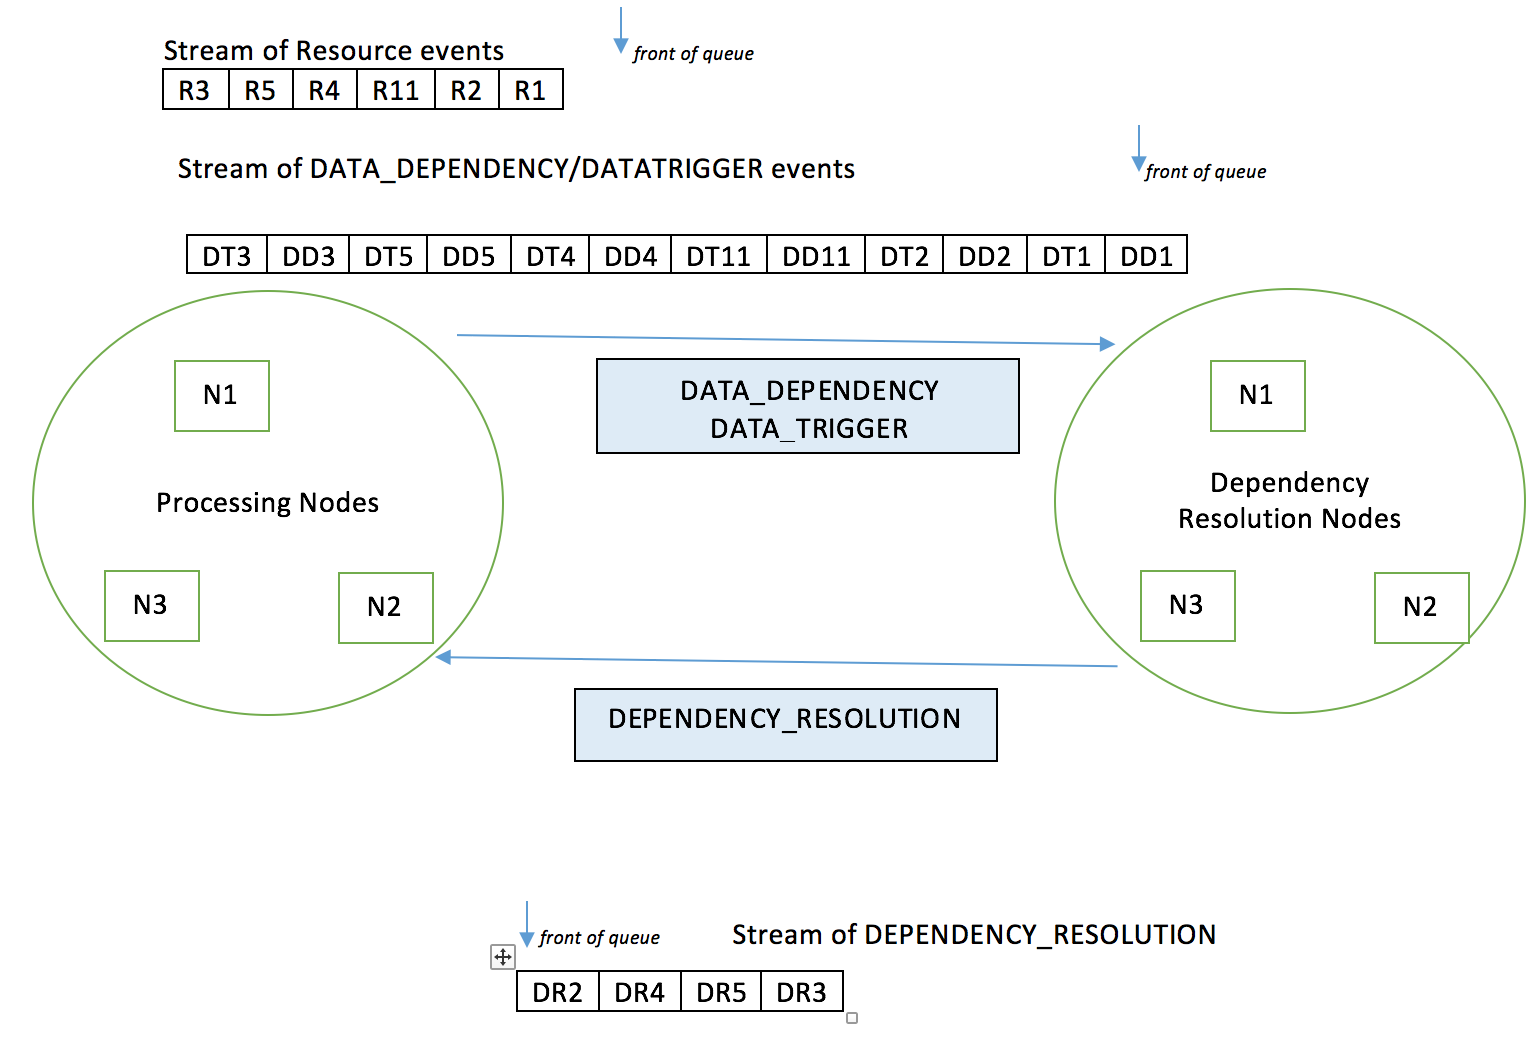 Stream of Resource events
front of queue
R3 R5 R4 R11 R2 R1
Stream of DATA_DEPENDENCY/DATATRIGGER events
front of queue
DT3 DD3 DT5 DD5 DT4 DD4 DT11 DD11 DT2 DD2 DT1 DD1
N1
Processing Nodes
N3
N2
DATA_DEPENDENCY
DATA_TRIGGER
N1
Dependency
Resolution Nodes
N3
N2
DEPENDENCY_RESOLUTION
front of queue
Stream of DEPENDENCY_RESOLUTION
DR2 DR4 DR5 DR3